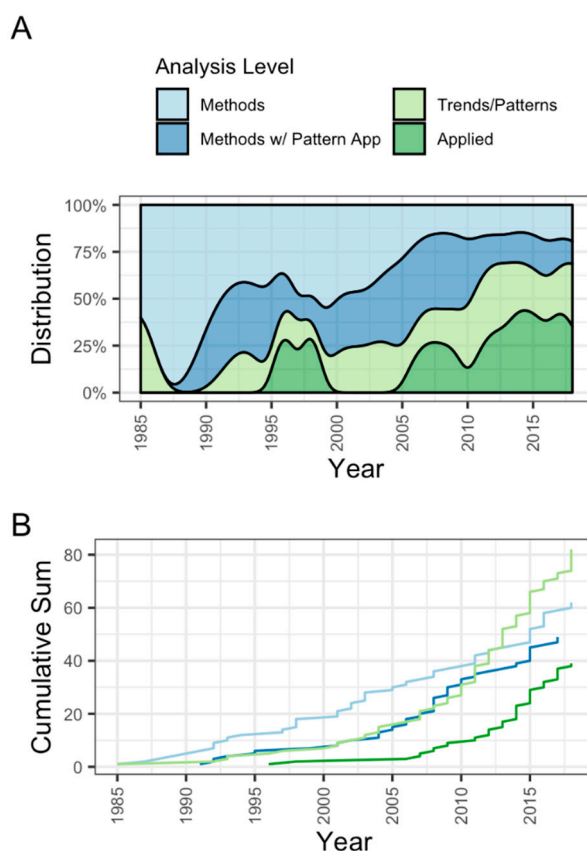 A
Analysis Level
Methods
Trends/Patterns
Methods w/ Pattern App
Applied
100%
75%
50%
25%
0%
Distribution
1985
1990
1995
2000
2005
2010
2015
Year
B
80
60
40
20
0
Cumulative Sum
1985
1990
1995
2000
2005
2010
2015
Year